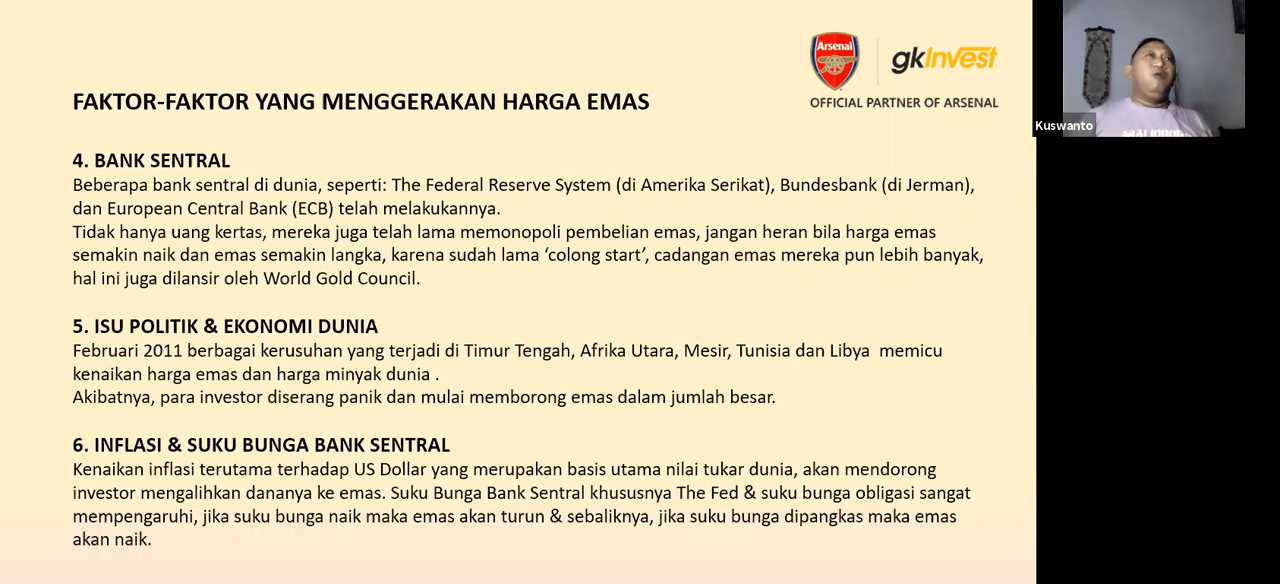 Arsenal
gkInvest
OFFICIAL PARTNER OF ARSENAL
FAKTOR-FAKTOR YANG MENGGERAKAN HARGA EMAS
4. BANK SENTRAL
Beberapa bank sentral di dunia, seperti: The Federal Reserve System (di Amerika Serikat), Bundesbank (di Jerman),
dan European Central Bank (ECB) telah melakukannya.
Tidak hanya uang kertas, mereka juga telah lama memonopoli pembelian emas, jangan heran bila harga emas
semakin naik dan emas semakin langka, karena sudah lama ‘colong start’, cadangan emas mereka pun lebih banyak,
hal ini juga dilansir oleh World Gold Council.
5. ISU POLITIK & EKONOMI DUNIA
Februari 2011 berbagai kerusuhan yang terjadi di Timur Tengah, Afrika Utara, Mesir, Tunisia dan Libya  memicu
kenaikan harga emas dan harga minyak dunia .
Akibatnya, para investor diserang panik dan mulai memborong emas dalam jumlah besar.
6. INFLASI & SUKU BUNGA BANK SENTRAL
Kenaikan inflasi terutama terhadap US Dollar yang merupakan basis utama nilai tukar dunia, akan mendorong
investor mengalihkan dananya ke emas. Suku Bunga Bank Sentral khususnya The Fed & suku bunga obligasi sangat
mempengaruhi, jika suku bunga naik maka emas akan turun & sebaliknya, jika suku bunga dipangkas maka emas
akan naik.
Kuswanto